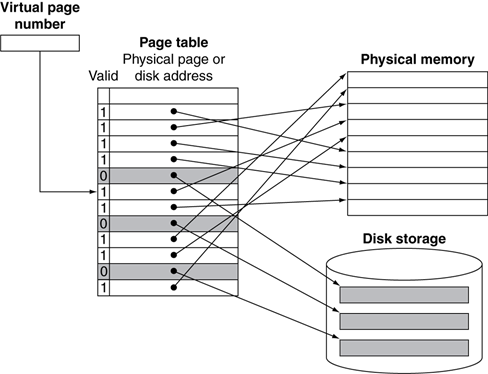 Virtual page
number
Page table
Physical page or
Valid disk address
Physical memory
1
1
1
1
0
1
1
0
1
1
0
1
Disk storage